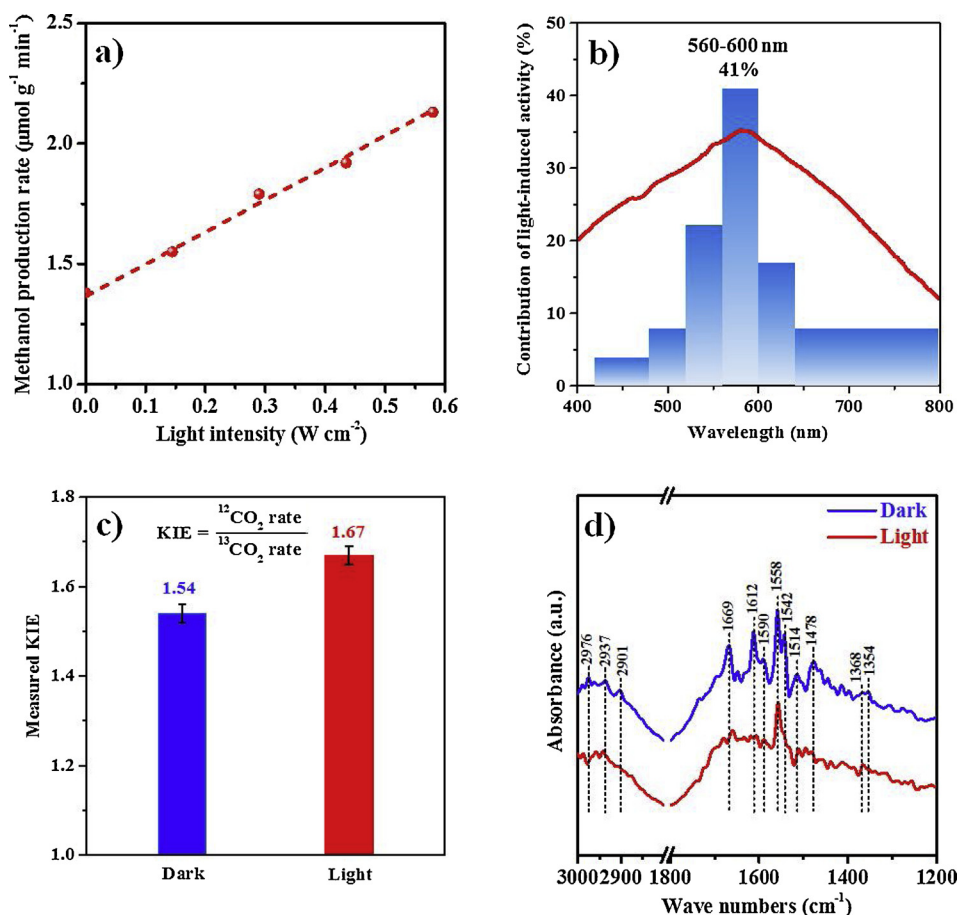 a)
Methanol production rate (μmol g⁻¹ min⁻¹)
2.5
2.0
1.5
1.0
0.0 0.1 0.2 0.3 0.4 0.5 0.6
Light intensity (W cm⁻²)
b)
560-600 nm
41%
Contribution of light-induced activity (%)
50
40
30
20
10
0
400 500 600 700 800
Wavelength (nm)
c)
KIE = ¹²CO₂ rate
¹³CO₂ rate
1.54
1.67
Measured KIE
1.8
1.6
1.4
1.2
1.0
Dark Light
d)
Dark
Light
Absorbance (a.u.)
2976 2937 2901 1669 1612 1590 1558 1542 1514 1478 1368 1354
3000 2900 1800 1600 1400 1200
Wave numbers (cm⁻¹)